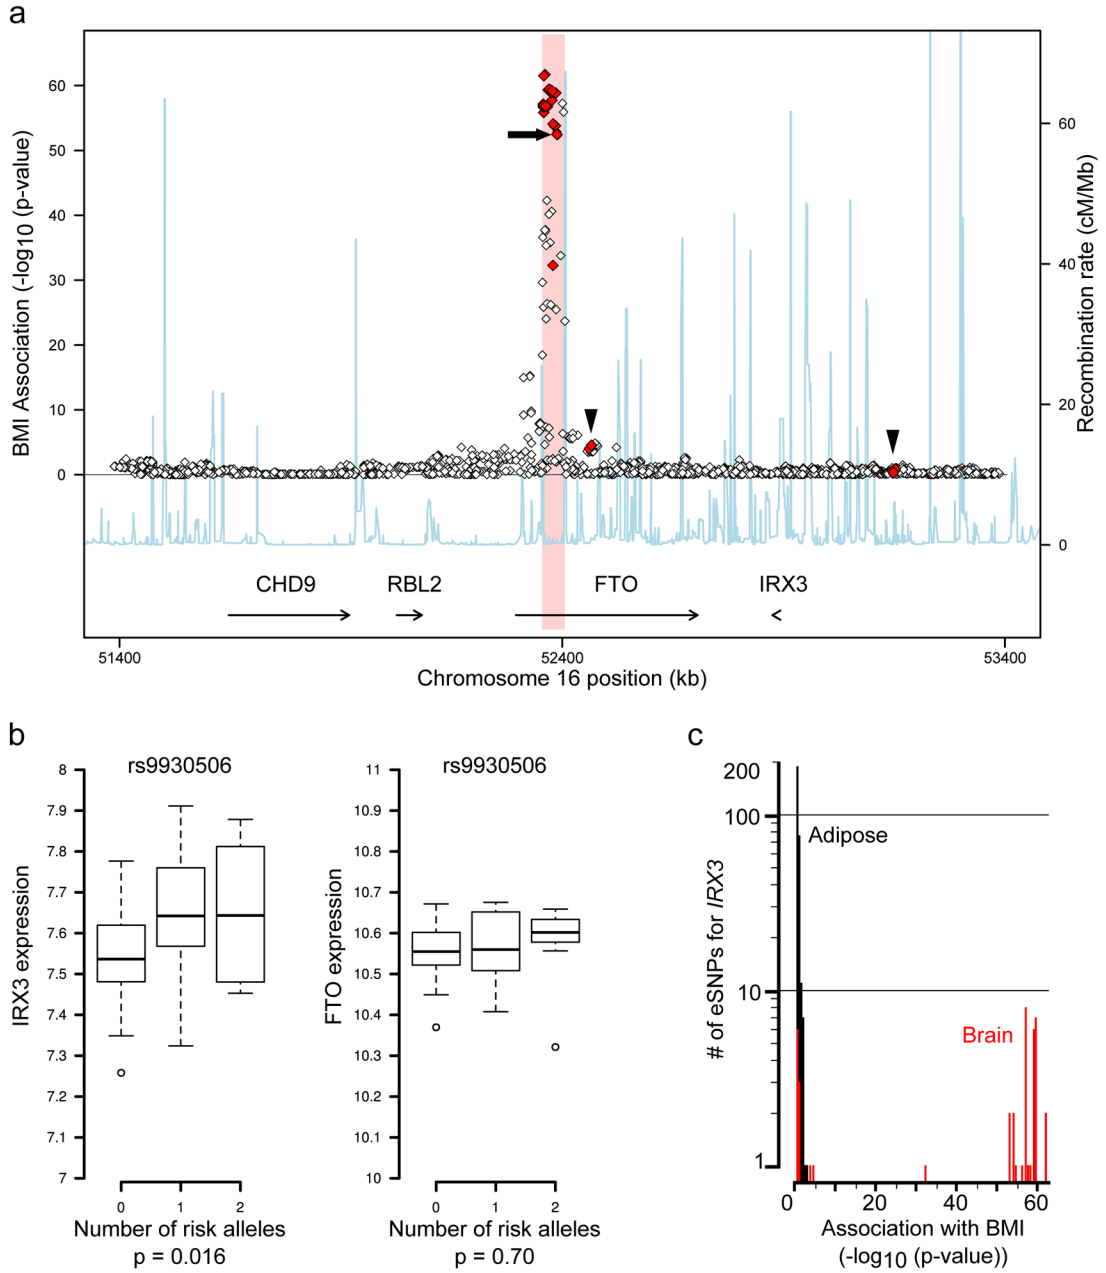 a
BMI Association (-log10 (p-value)
60
50
40
30
20
10
0
Recombination rate (cM/Mb)
60
40
20
0
CHD9 RBL2 FTO IRX3
51400 52400 53400
Chromosome 16 position (kb)
b
rs9930506
IRX3 expression
8
7.9
7.8
7.7
7.6
7.5
7.4
7.3
7.2
7.1
7
0 1 2
Number of risk alleles
p = 0.016
rs9930506
FTO expression
11
10.9
10.8
10.7
10.6
10.5
10.4
10.3
10.2
10.1
10
0 1 2
Number of risk alleles
p = 0.70
c
# of eSNPs for IRX3
200
100
10
1
Adipose
Brain
0 20 40 60
Association with BMI
(-log10 (p-value))